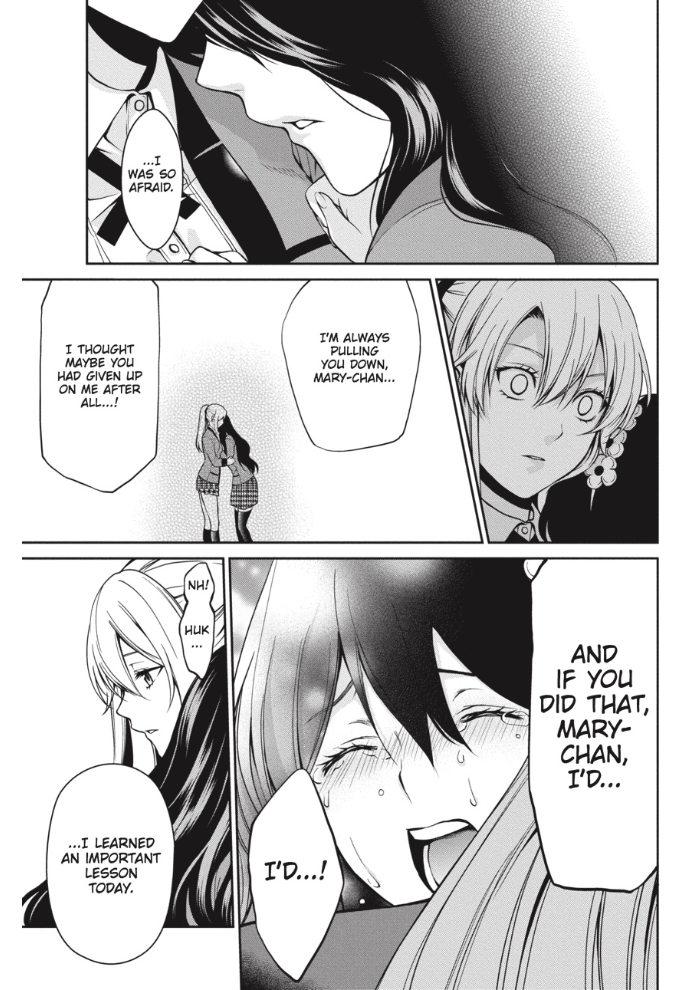 ...I
WAS SO
AFRAID.
I'M ALWAYS
PULLING
YOU DOWN,
MARY-CHAN...
I THOUGHT
MAYBE YOU
HAD GIVEN UP
ON ME AFTER
ALL...!
AND
IF YOU
DID THAT,
MARY-
CHAN,
I'D...
I'D...!
NH!
HUK
...
...I LEARNED
AN IMPORTANT
LESSON
TODAY.